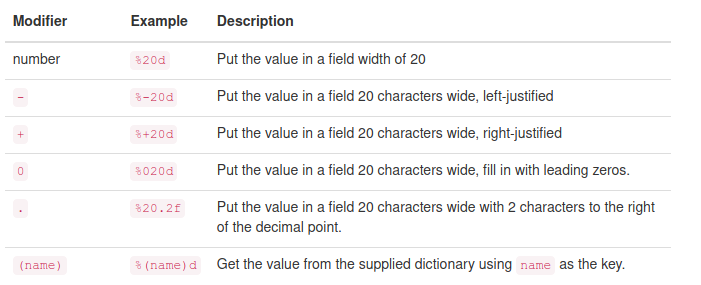 Modifier Example Description
number %20d Put the value in a field width of 20
- %-20d Put the value in a field 20 characters wide, left-justified
+ %+20d Put the value in a field 20 characters wide, right-justified
0 %020d Put the value in a field 20 characters wide, fill in with leading zeros.
. %20.2f Put the value in a field 20 characters wide with 2 characters to the right
of the decimal point.
(name) %(name)d Get the value from the supplied dictionary using name as the key.